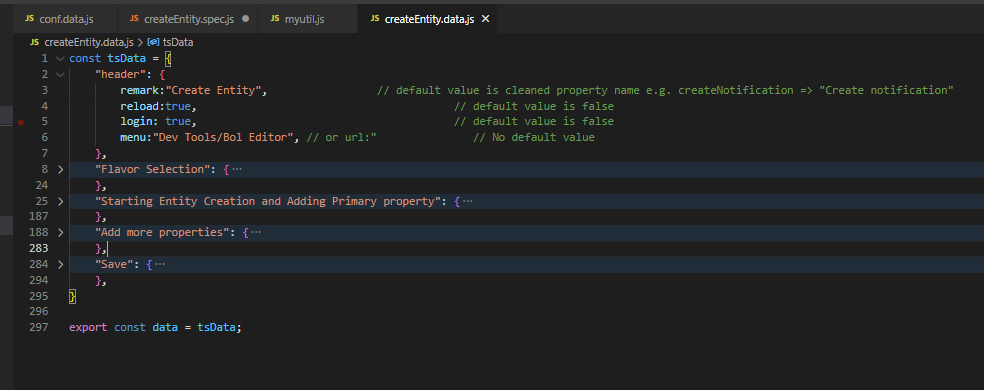 JS conf.data.js JS createEntity.spec.js ● JS myutil.js JS createEntity.data.js ×
JS createEntity.data.js > tsData
1 const tsData = {
2 "header": {
3 remark:"Create Entity", // default value is cleaned property name e.g. createNotification => "Create notification"
4 reload:true, // default value is false
5 login: true, // default value is false
6 menu:"Dev Tools/Bol Editor", // or url:" // No default value
7 },
8 > "Flavor Selection": { ···
24 },
25 > "Starting Entity Creation and Adding Primary property": { ···
187 },
188 > "Add more properties": { ···
283 },
284 > "Save": { ···
294 },
295 }
296
297 export const data = tsData;